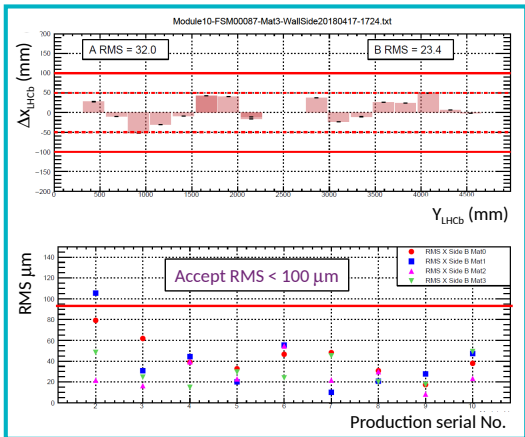 Module10-FSM00087-Mat3-WallSide20180417-1724.txt
Δx_LHCb (mm)
200
150
100
50
0
−50
−100
−150
−200
A RMS = 32.0
B RMS = 23.4
0 500 1000 1500 2000 2500 3000 3500 4000 4500
Y_LHCb (mm)
RMS μm
140
120
100
80
60
40
20
0
Accept RMS < 100 μm
RMS X Side B Mat0
RMS X Side B Mat1
RMS X Side B Mat2
RMS X Side B Mat3
2 3 4 5 6 7 8 9 10
Production serial No.